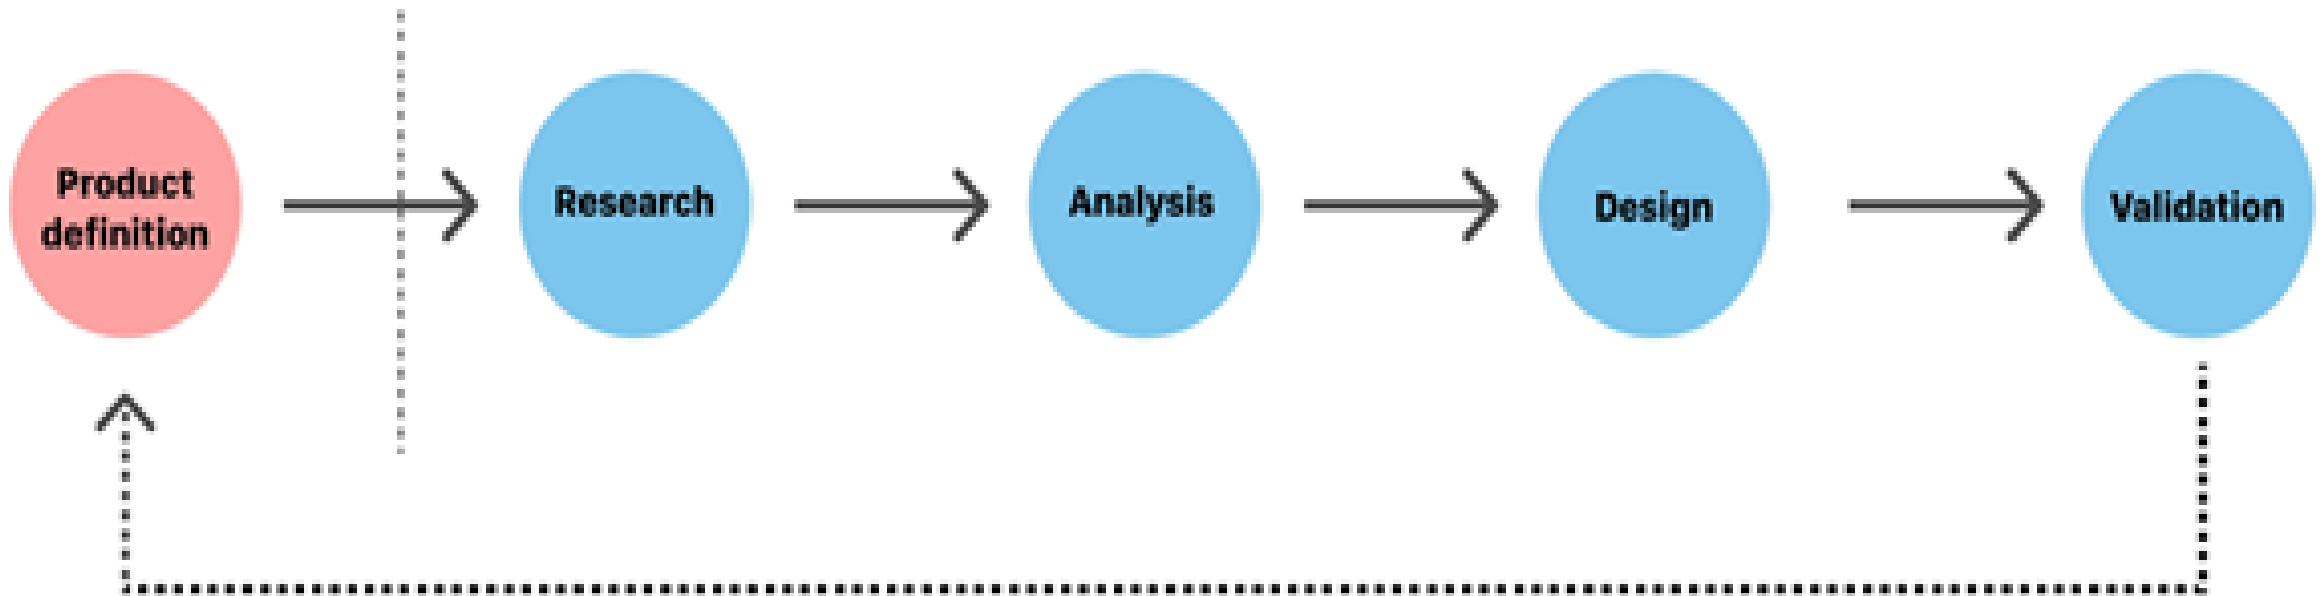 Product
definition
Research
Analysis
Design
Validation